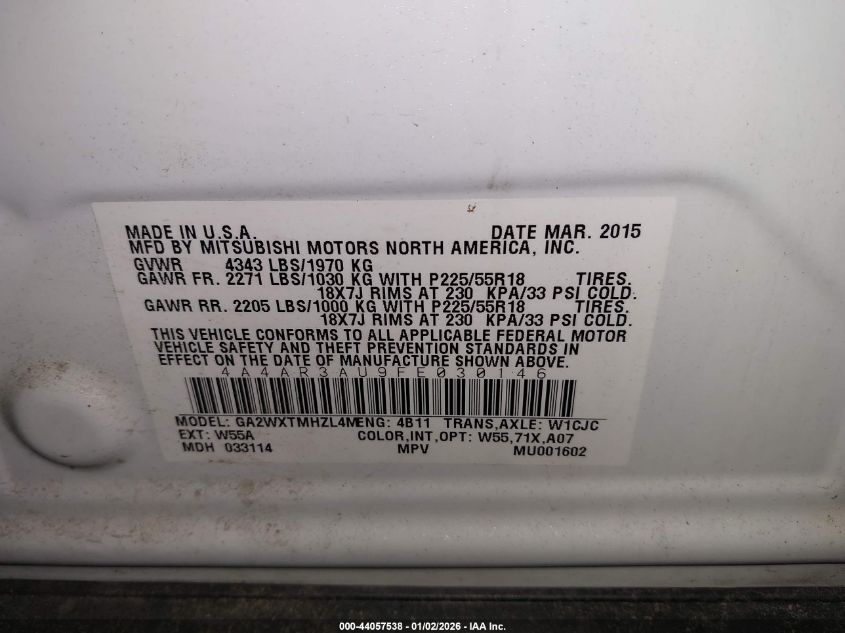 MADE IN U.S.A. DATE MAR. 2015
MFD BY MITSUBISHI MOTORS NORTH AMERICA, INC.
GVWR 4343 LBS/1970 KG
GAWR FR. 2271 LBS/1030 KG WITH P225/55R18 TIRES.
18X7J RIMS AT 230 KPA/33 PSI COLD.
GAWR RR. 2205 LBS/1000 KG WITH P225/55R18 TIRES.
18X7J RIMS AT 230 KPA/33 PSI COLD.
THIS VEHICLE CONFORMS TO ALL APPLICABLE FEDERAL MOTOR
VEHICLE SAFETY AND THEFT PREVENTION STANDARDS IN
EFFECT ON THE DATE OF MANUFACTURE SHOWN ABOVE.
4A4AR3AU9FE030146
MODEL: GA2WXTMHZL4MENG: 4B11 TRANS,AXLE: W1CJC
EXT: W55A COLOR,INT,OPT: W55,71X,A07
MDH 033114 MPV MU001602
000-44057538 - 01/02/2026 - IAA Inc.